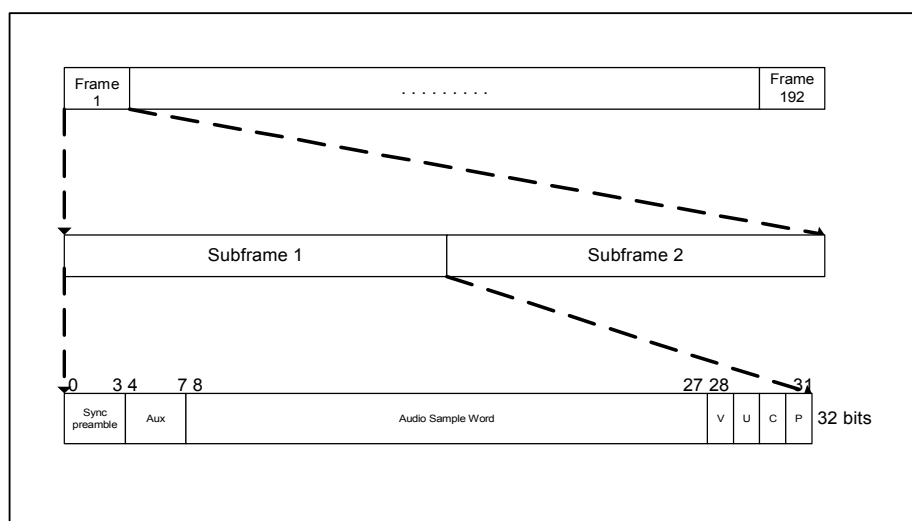 Frame
1
. . . . . . . . .
Frame
192
Subframe 1
Subframe 2
0 3 4 7 8 27 28 31
Sync
preamble
Aux
Audio Sample Word
V
U
C
P
32 bits